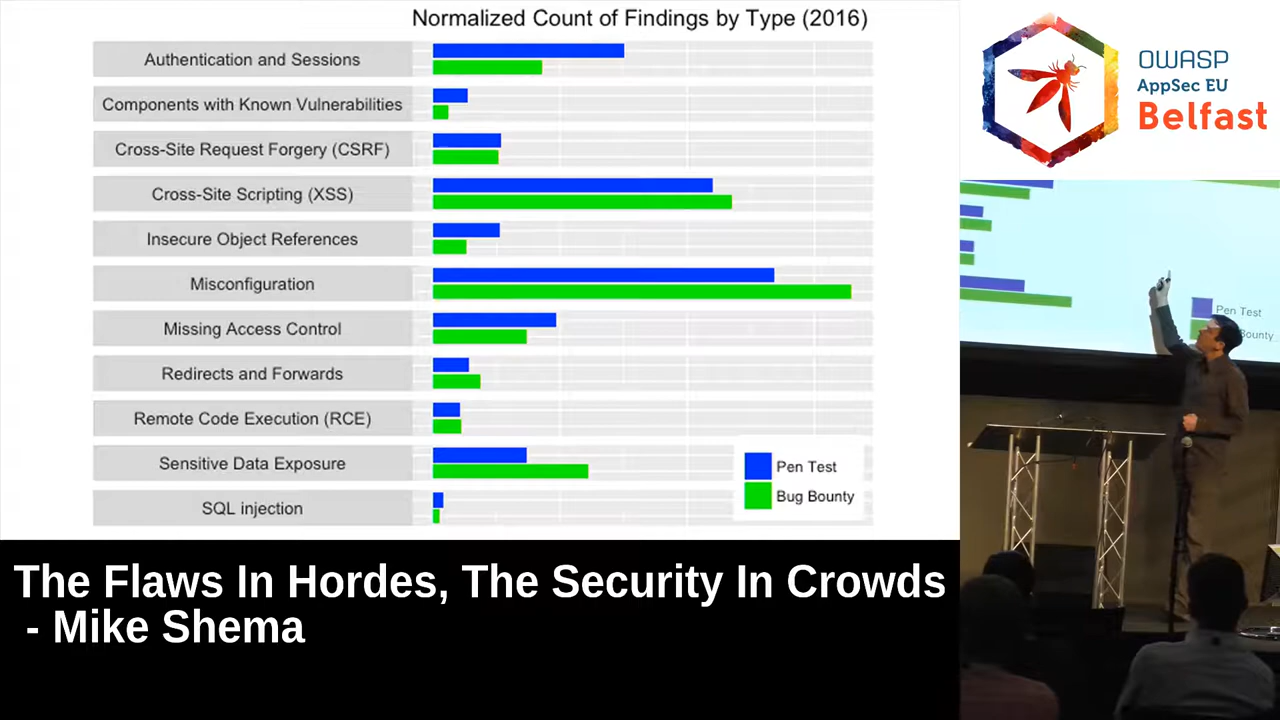 Normalized Count of Findings by Type (2016)
Authentication and Sessions
Components with Known Vulnerabilities
Cross-Site Request Forgery (CSRF)
Cross-Site Scripting (XSS)
Insecure Object References
Misconfiguration
Missing Access Control
Redirects and Forwards
Remote Code Execution (RCE)
Sensitive Data Exposure
SQL injection
Pen Test
Bug Bounty
OWASP
AppSec EU
Belfast
Pen Test
Bounty
The Flaws In Hordes, The Security In Crowds
- Mike Shema